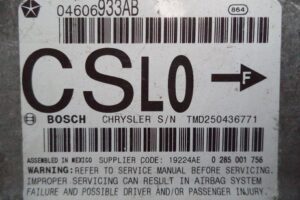 04606933AB
864
CSLO F
BOSCH CHRYSLER S/N TMD250436771
ASSEMBLED IN MEXICO SUPPLIER CODE: 19224AE 0 285 001 756
WARNING: REFER TO SERVICE MANUAL BEFORE SERVICING.
IMPROPER SERVICING CAN RESULT IN AIRBAG SYSTEM
FAILURE AND POSSIBLE DRIVER AND/OR PASSENGER INJURY.